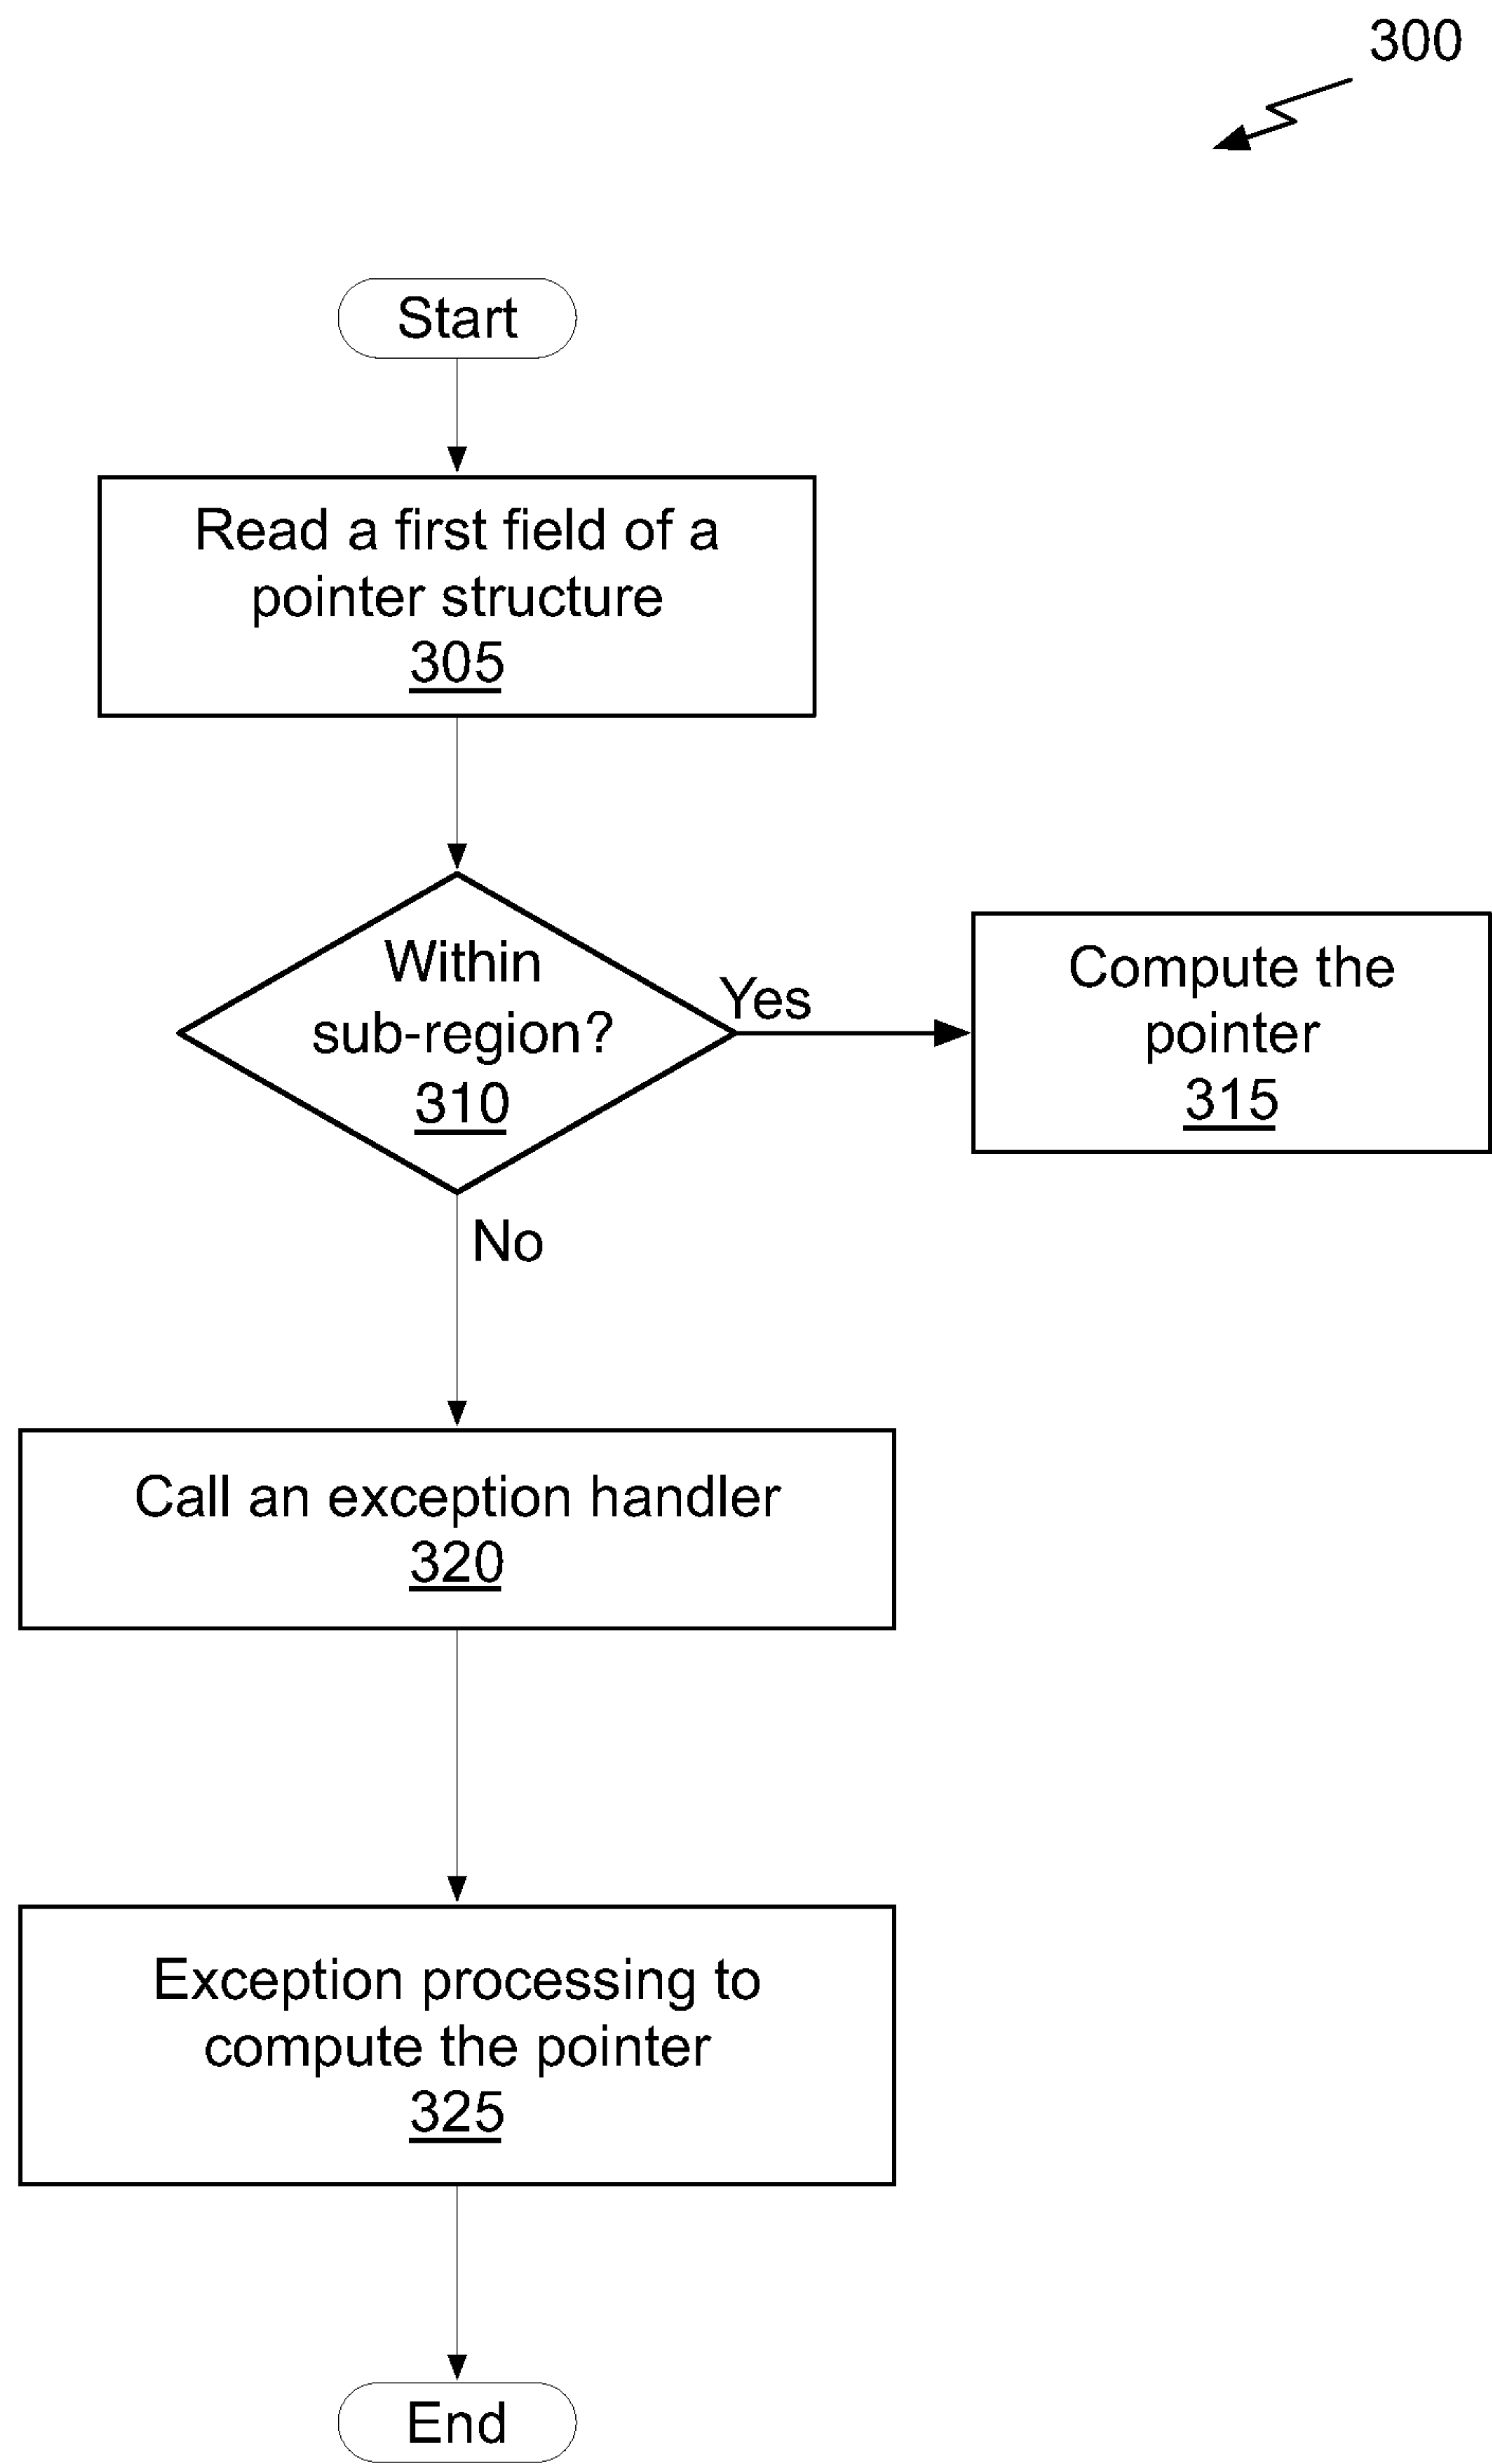 300
Start
Read a first field of a
pointer structure
305
Within
sub-region?
310
Yes
Compute the
pointer
315
No
Call an exception handler
320
Exception processing to
compute the pointer
325
End